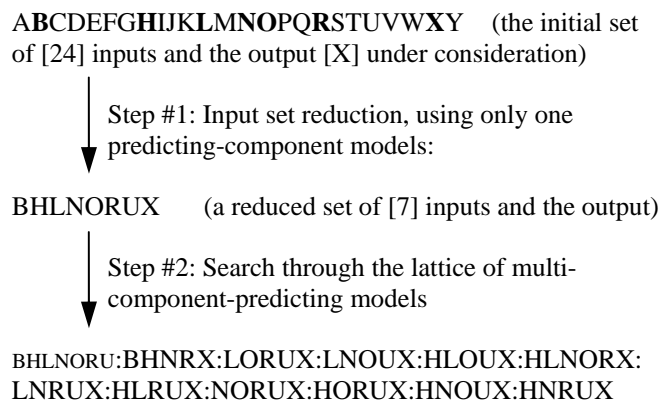 ABCDEFGHIJKLMNOPQRSTUVWXY (the initial set
of [24] inputs and the output [X] under consideration)
Step #1: Input set reduction, using only one
predicting-component models:
BHLNORUX (a reduced set of [7] inputs and the output)
Step #2: Search through the lattice of multi-
component-predicting models
BHLNORU:BHNRX:LORUX:LNOUX:HLOUX:HLNORX:
LNRUX:HLRUX:NORUX:HORUX:HNOUX:HNRUX